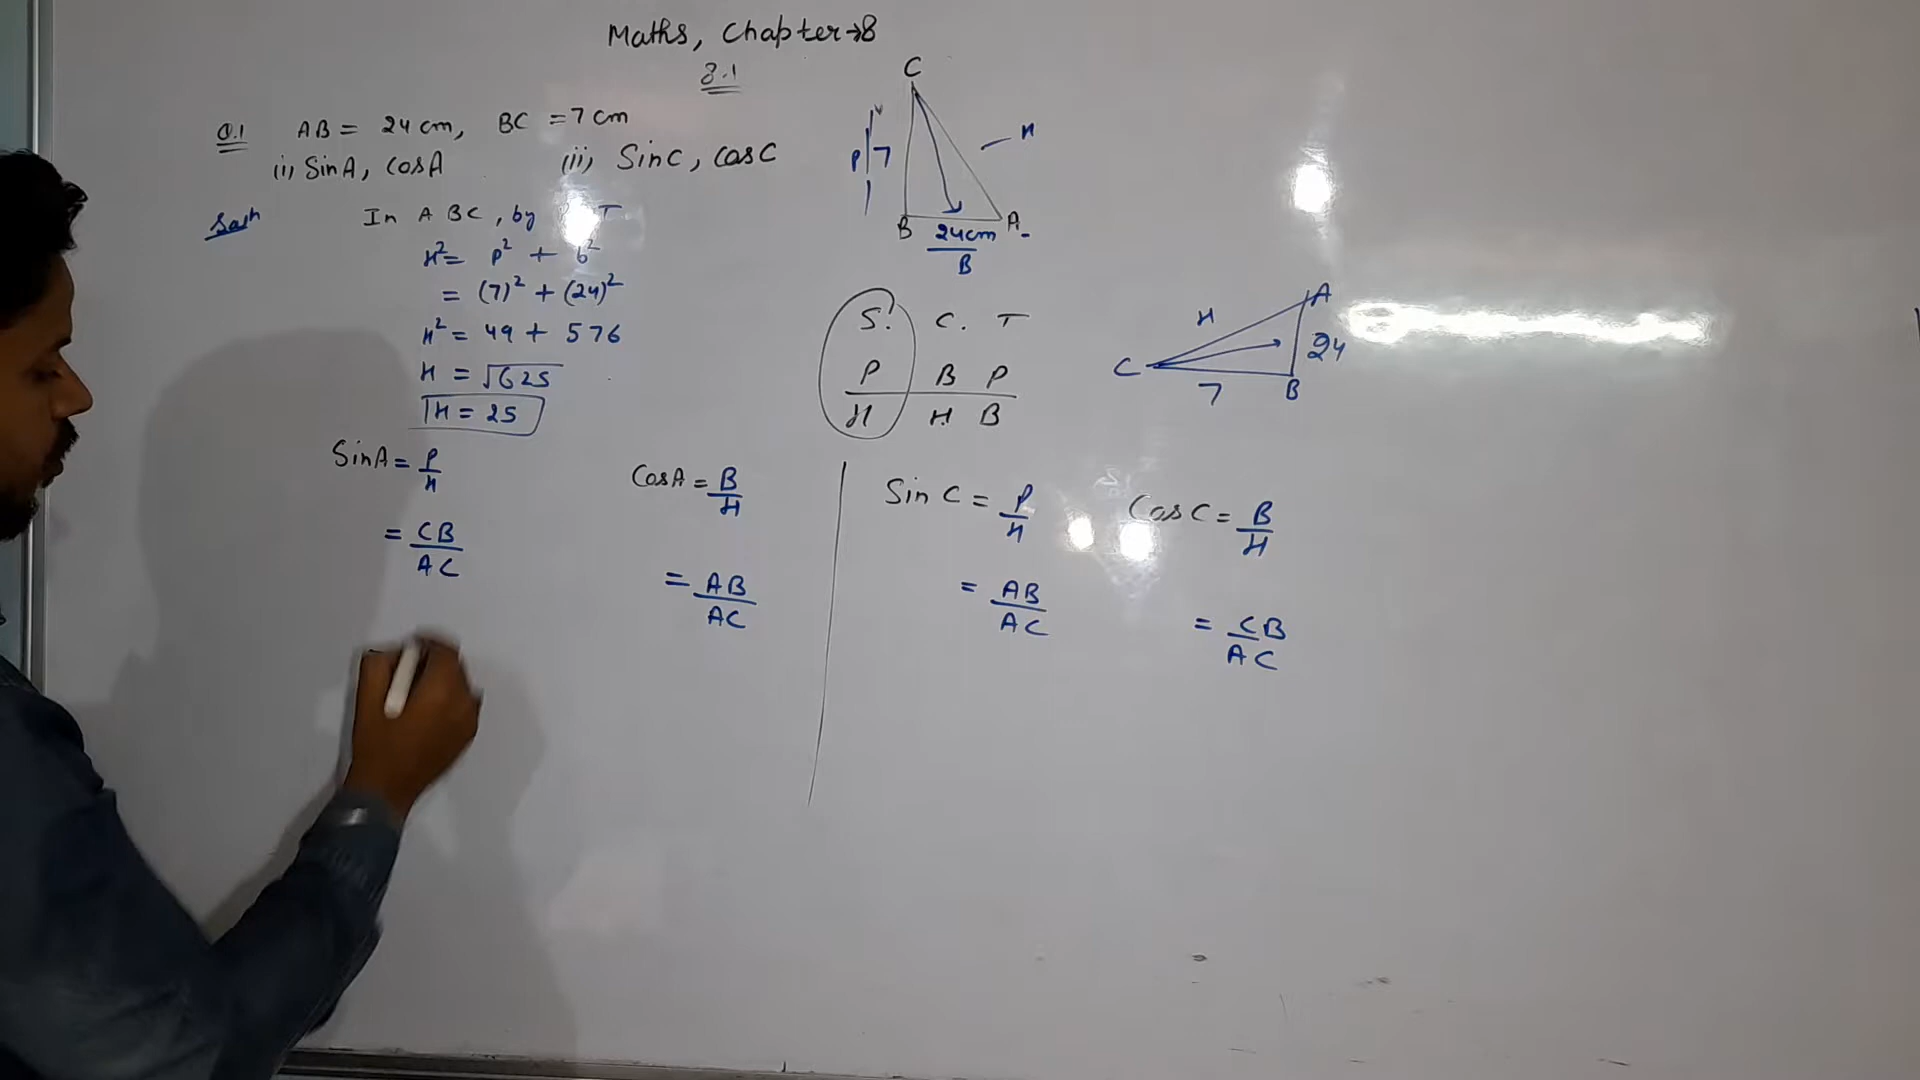 Maths, Chapter→8
8.1
Q.1 AB = 24 cm, BC = 7 cm
(i) SinA, CosA (ii) SinC, CosC
Soln In A BC, by T
H² = P² + b²
= (7)² + (24)²
H² = 49 + 576
H = √625
H = 25
C
P 7 H
B 24cm A
B
S. C. T
P B P
H H B
A
H
C 24
7 B
SinA = P/H
= CB/AC
CosA = B/H
= AB/AC
Sin C = P/H
= AB/AC
Cos C = B/H
= CB/AC